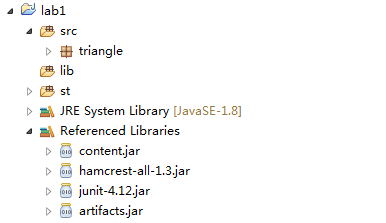 lab1
src
triangle
lib
st
JRE System Library [JavaSE-1.8]
Referenced Libraries
content.jar
hamcrest-all-1.3.jar
junit-4.12.jar
artifacts.jar